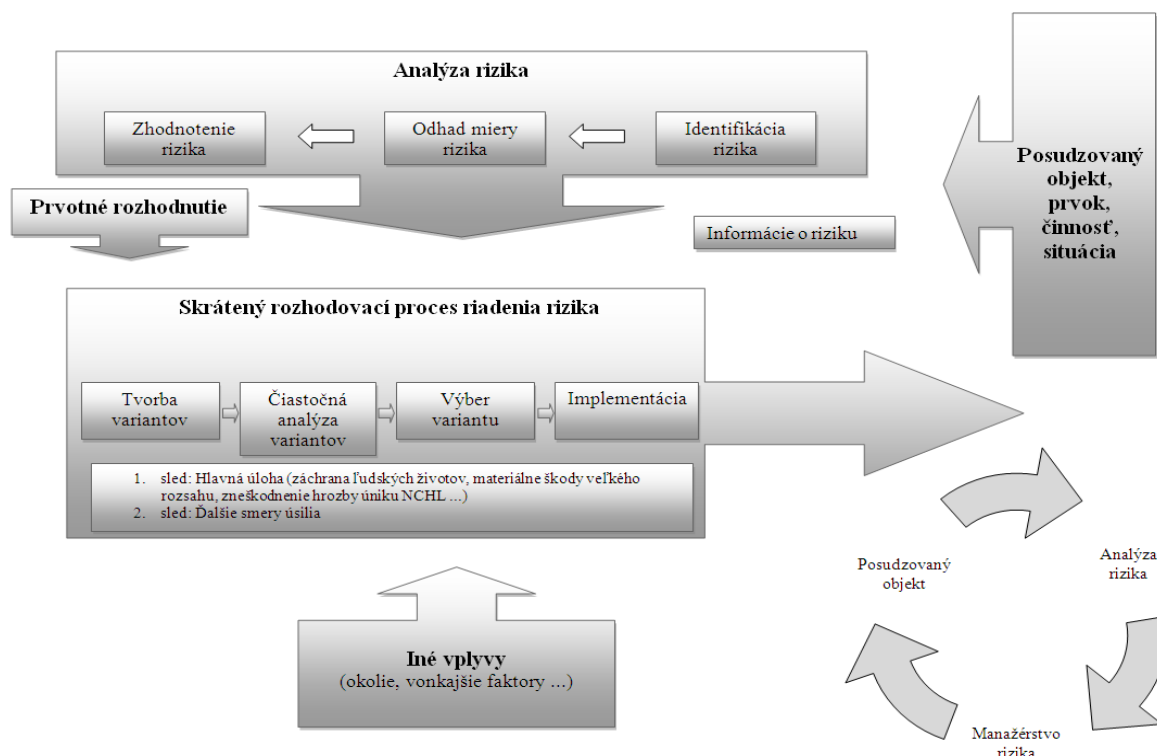 Analýza rizika
Zhodnotenie
rizika
Odhad miery
rizika
Identifikácia
rizika
Posudzovaný
objekt,
prvok,
činnosť,
situácia
Prvotné rozhodnutie
Informácie o riziku
Skrátený rozhodovací proces riadenia rizika
Tvorba
variantov
Čiastočná
analýza
variantov
Výber
variantu
Implementácia
1. sled: Hlavná úloha (záchrana ľudských životov, materiálne škody veľkého
rozsahu, zneškodnenie hrozby úniku NCHL ...)
2. sled: Ďalšie smery úsilia
Posudzovaný
objekt
Analýza
rizika
Manažérstvo
rizika
Iné vplyvy
(okolie, vonkajšie faktory ...)